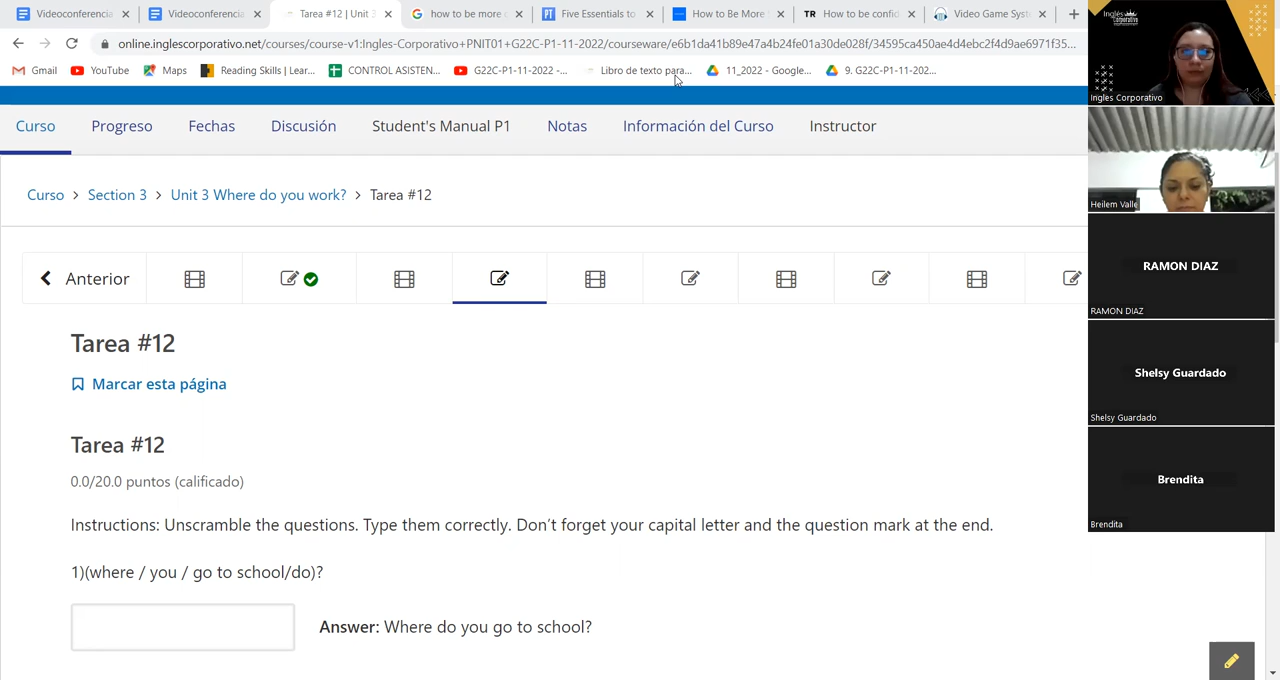 Videoconferencia
Videoconferencia
Tarea #12 | Unit 3
how to be more c
Five Essentials to
How to Be More
TR How to be confid
Video Game Syst
online.inglescorporativo.net/courses/course-v1:Ingles-Corporativo+PNIT01+G22C-P1-11-2022/courseware/e6b1da41b89e47a4b24fe01a30de028f/34595ca450ae4d4ebc2f4d9ae6971f35...
Gmail
YouTube
Maps
Reading Skills | Lear...
CONTROL ASISTEN...
G22C-P1-11-2022 -...
Libro de texto para...
11_2022 - Google...
9. G22C-P1-11-202...
Curso
Progreso
Fechas
Discusión
Student's Manual P1
Notas
Información del Curso
Instructor
Curso > Section 3 > Unit 3 Where do you work? > Tarea #12
Anterior
Tarea #12
Marcar esta página
Tarea #12
0.0/20.0 puntos (calificado)
Instructions: Unscramble the questions. Type them correctly. Don't forget your capital letter and the question mark at the end.
1)(where / you / go to school/do)?
Answer: Where do you go to school?
Inglés
Corporativo
Ingles Corporativo
Heilem Valle
RAMON DIAZ
RAMON DIAZ
Shelsy Guardado
Shelsy Guardado
Brendita
Brendita